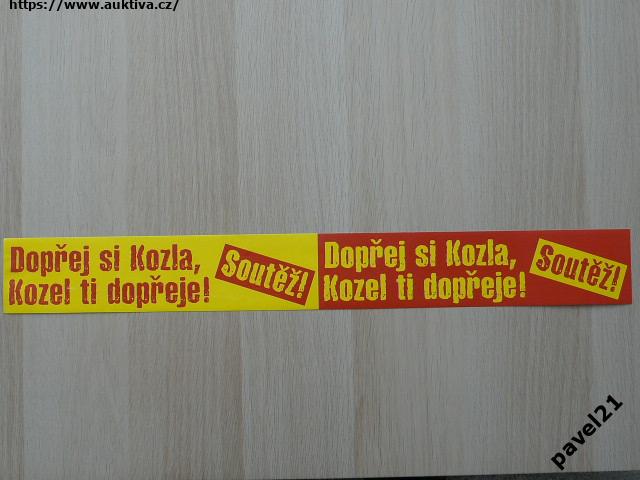 https://www.auktiva.cz/
Dopřej si Kozla,
Kozel ti dopřeje!
Soutěž!
Dopřej si Kozla,
Kozel ti dopřeje!
Soutěž!
pavel21